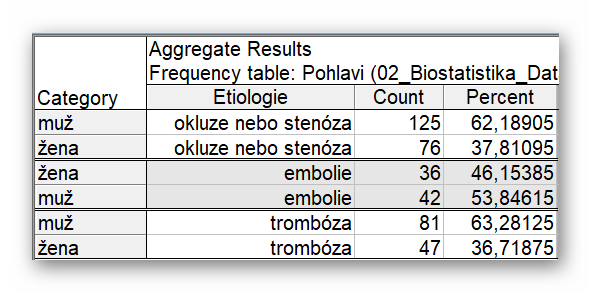 Aggregate Results
Frequency table: Pohlavi (02_Biostatistika_Dat
Category Etiologie Count Percent
muž okluze nebo stenóza 125 62,18905
žena okluze nebo stenóza 76 37,81095
žena embolie 36 46,15385
muž embolie 42 53,84615
muž trombóza 81 63,28125
žena trombóza 47 36,71875